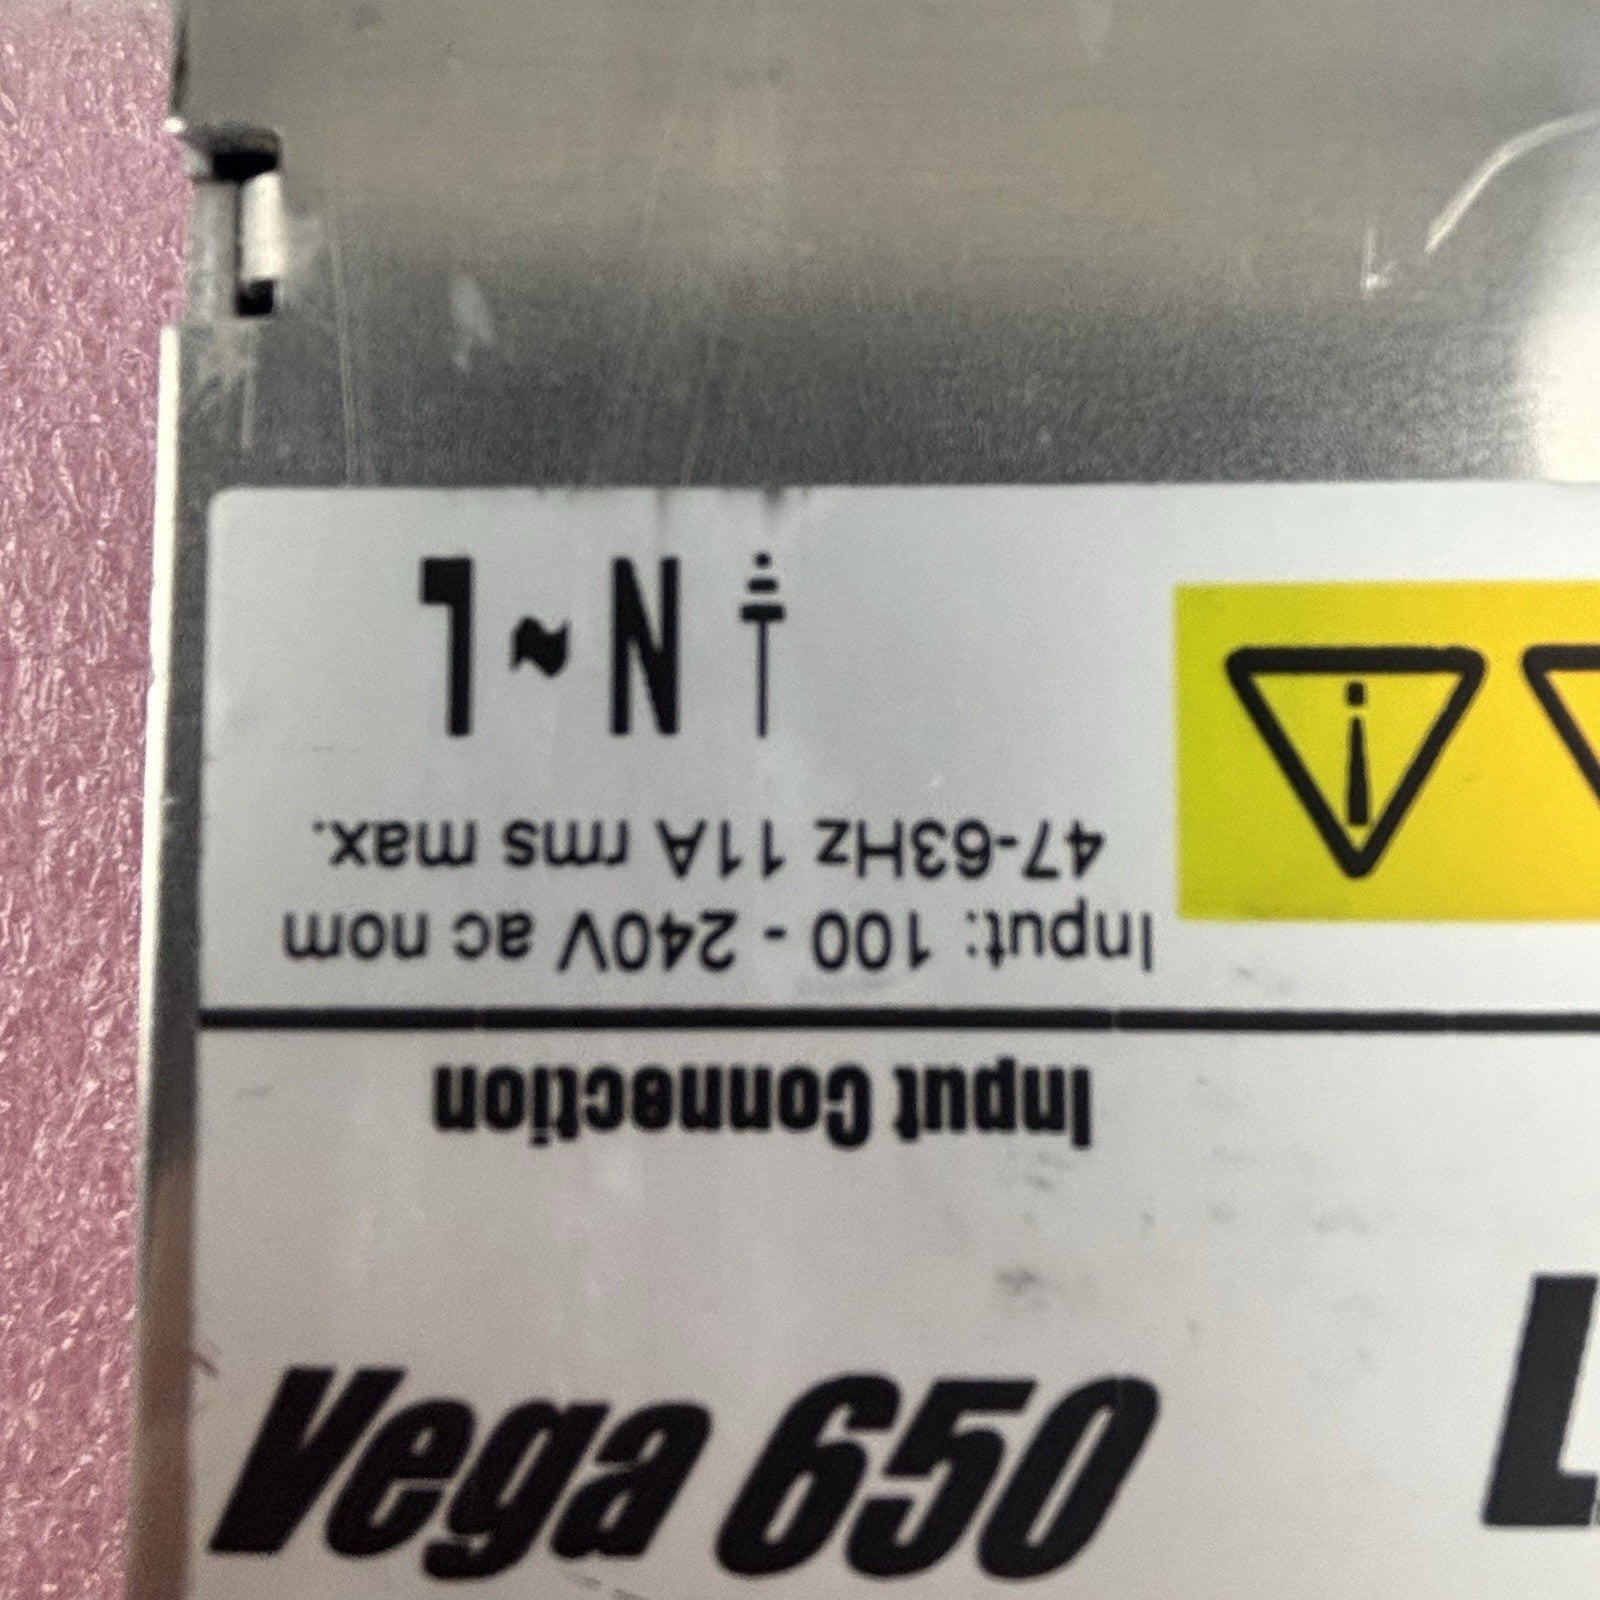 Vega 650
L
Input Connection
Input: 100 - 240V ac nom
47-63Hz 11A rms max.
N ~ L